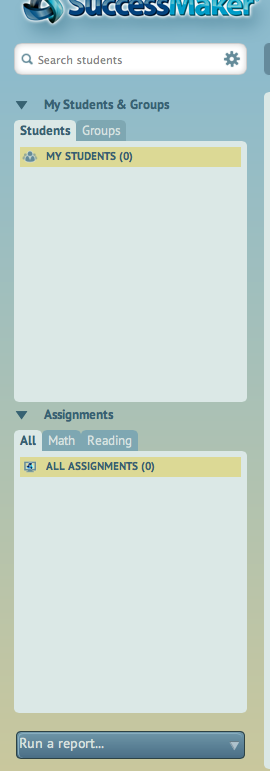 SuccessMaker
Search students
My Students & Groups
Students Groups
MY STUDENTS (0)
Assignments
All Math Reading
ALL ASSIGNMENTS (0)
Run a report...